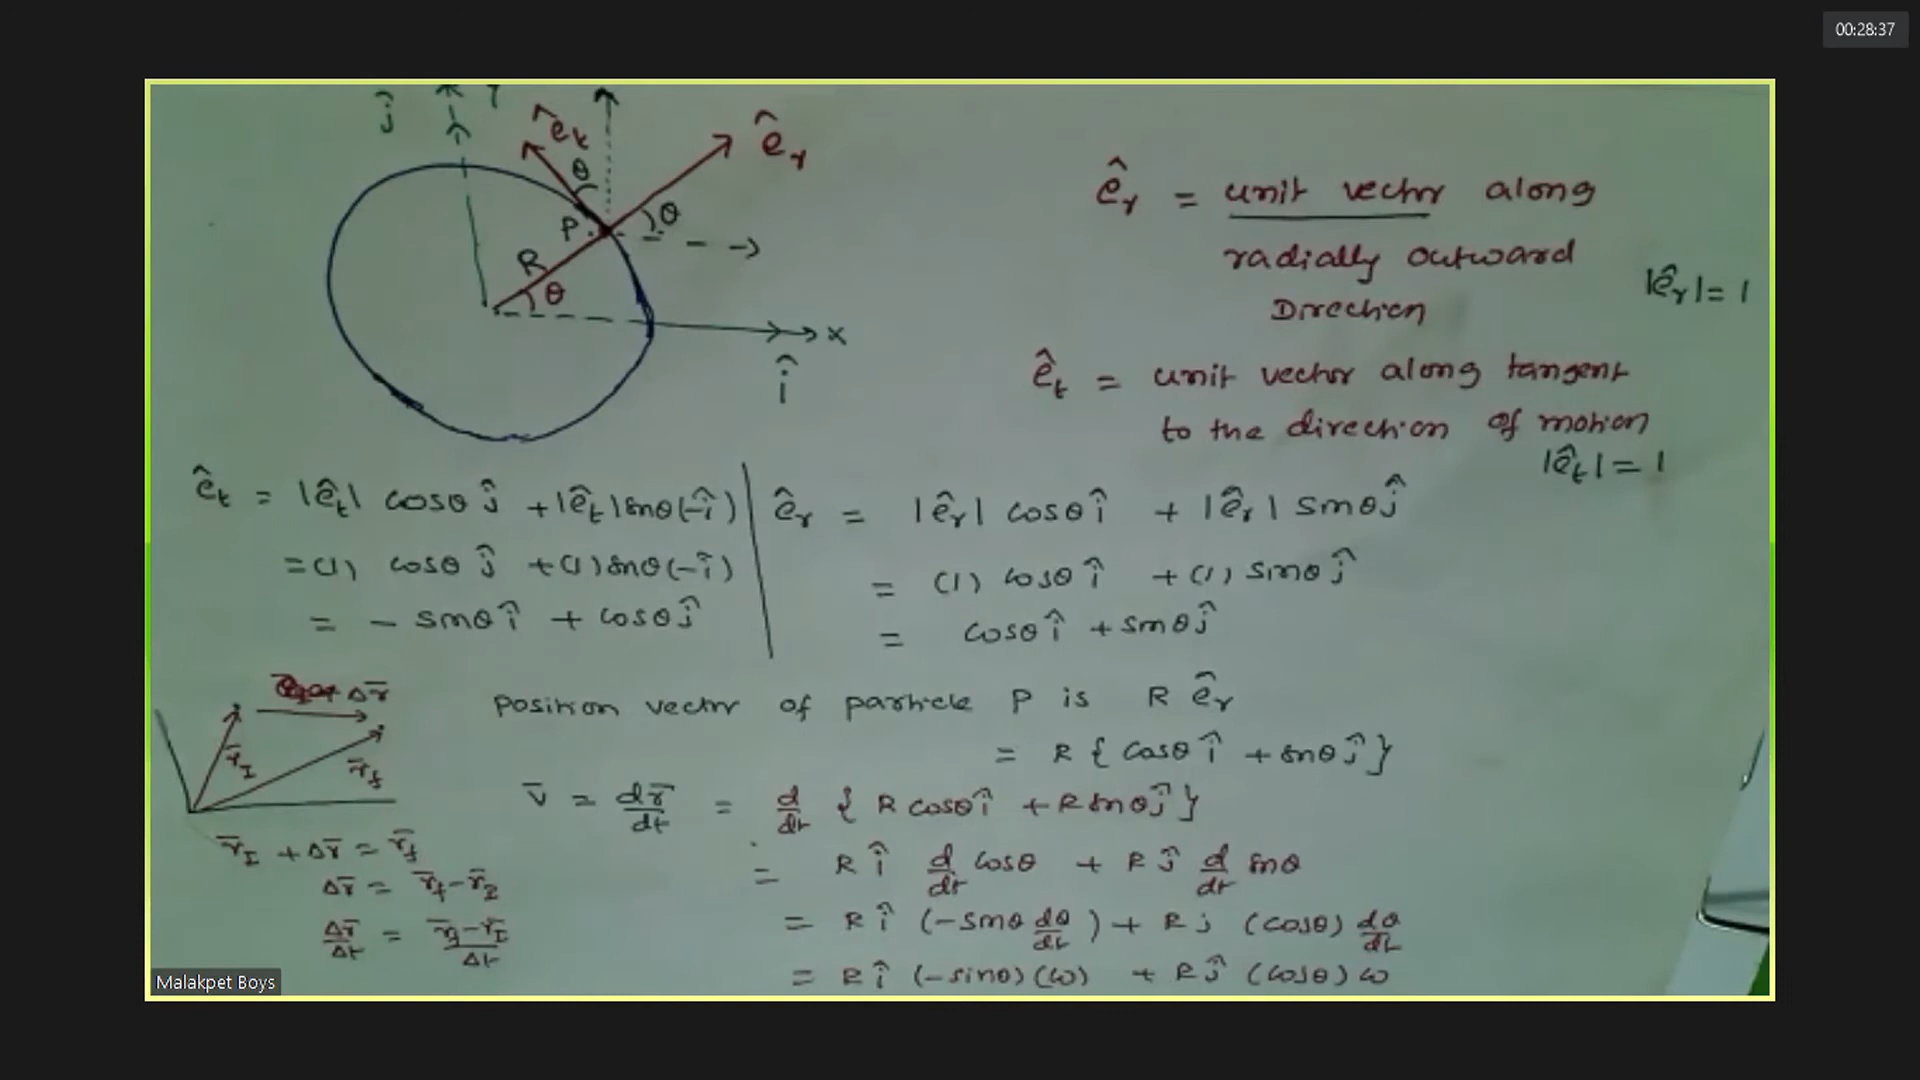 00:28:37
ĵ Y
ê_t
θ
ê_r
P θ
R
θ
x
î
ê_r = unit vector along
radially outward
Direction
|ê_r| = 1
ê_t = unit vector along tangent
to the direction of motion
|ê_t| = 1
ê_t = |ê_t| cosθ ĵ + |ê_t| sinθ(-î)
= (1) cosθ ĵ + (1) sinθ(-î)
= - sinθ î + cosθ ĵ
ê_r = |ê_r| cosθ î + |ê_r| sinθ ĵ
= (1) cosθ î + (1) sinθ ĵ
= cosθ î + sinθ ĵ
Δr̄
r̄_I
r̄_f
r̄_I + Δr̄ = r̄_f
Δr̄ = r̄_f - r̄_I
Δr̄/Δt = r̄_f - r̄_I/Δt
position vector of particle P is R ê_r
= R { cosθ î + sinθ ĵ }
v̄ = dr̄/dt = d/dt { R cosθ î + R sinθ ĵ }
= R î d/dt cosθ + R ĵ d/dt sinθ
= R î (-sinθ dθ/dt) + R j (cosθ) dθ/dt
= R î (-sinθ)(ω) + R ĵ (cosθ) ω
Malakpet Boys